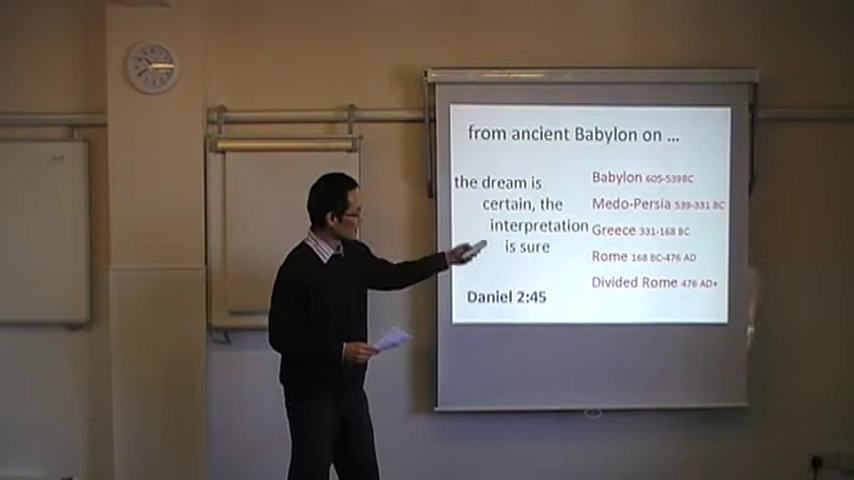 from ancient Babylon on ...
the dream is
certain, the
interpretation
is sure
Daniel 2:45
Babylon 605-539BC
Medo-Persia 539-331 BC
Greece 331-168 BC
Rome 168 BC-476 AD
Divided Rome 476 AD+